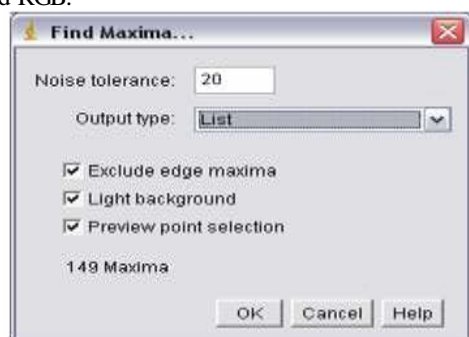 d RGB.
Find Maxima...
Noise tolerance: 20
Output type: List
Exclude edge maxima
Light background
Preview point selection
149 Maxima
OK Cancel Help